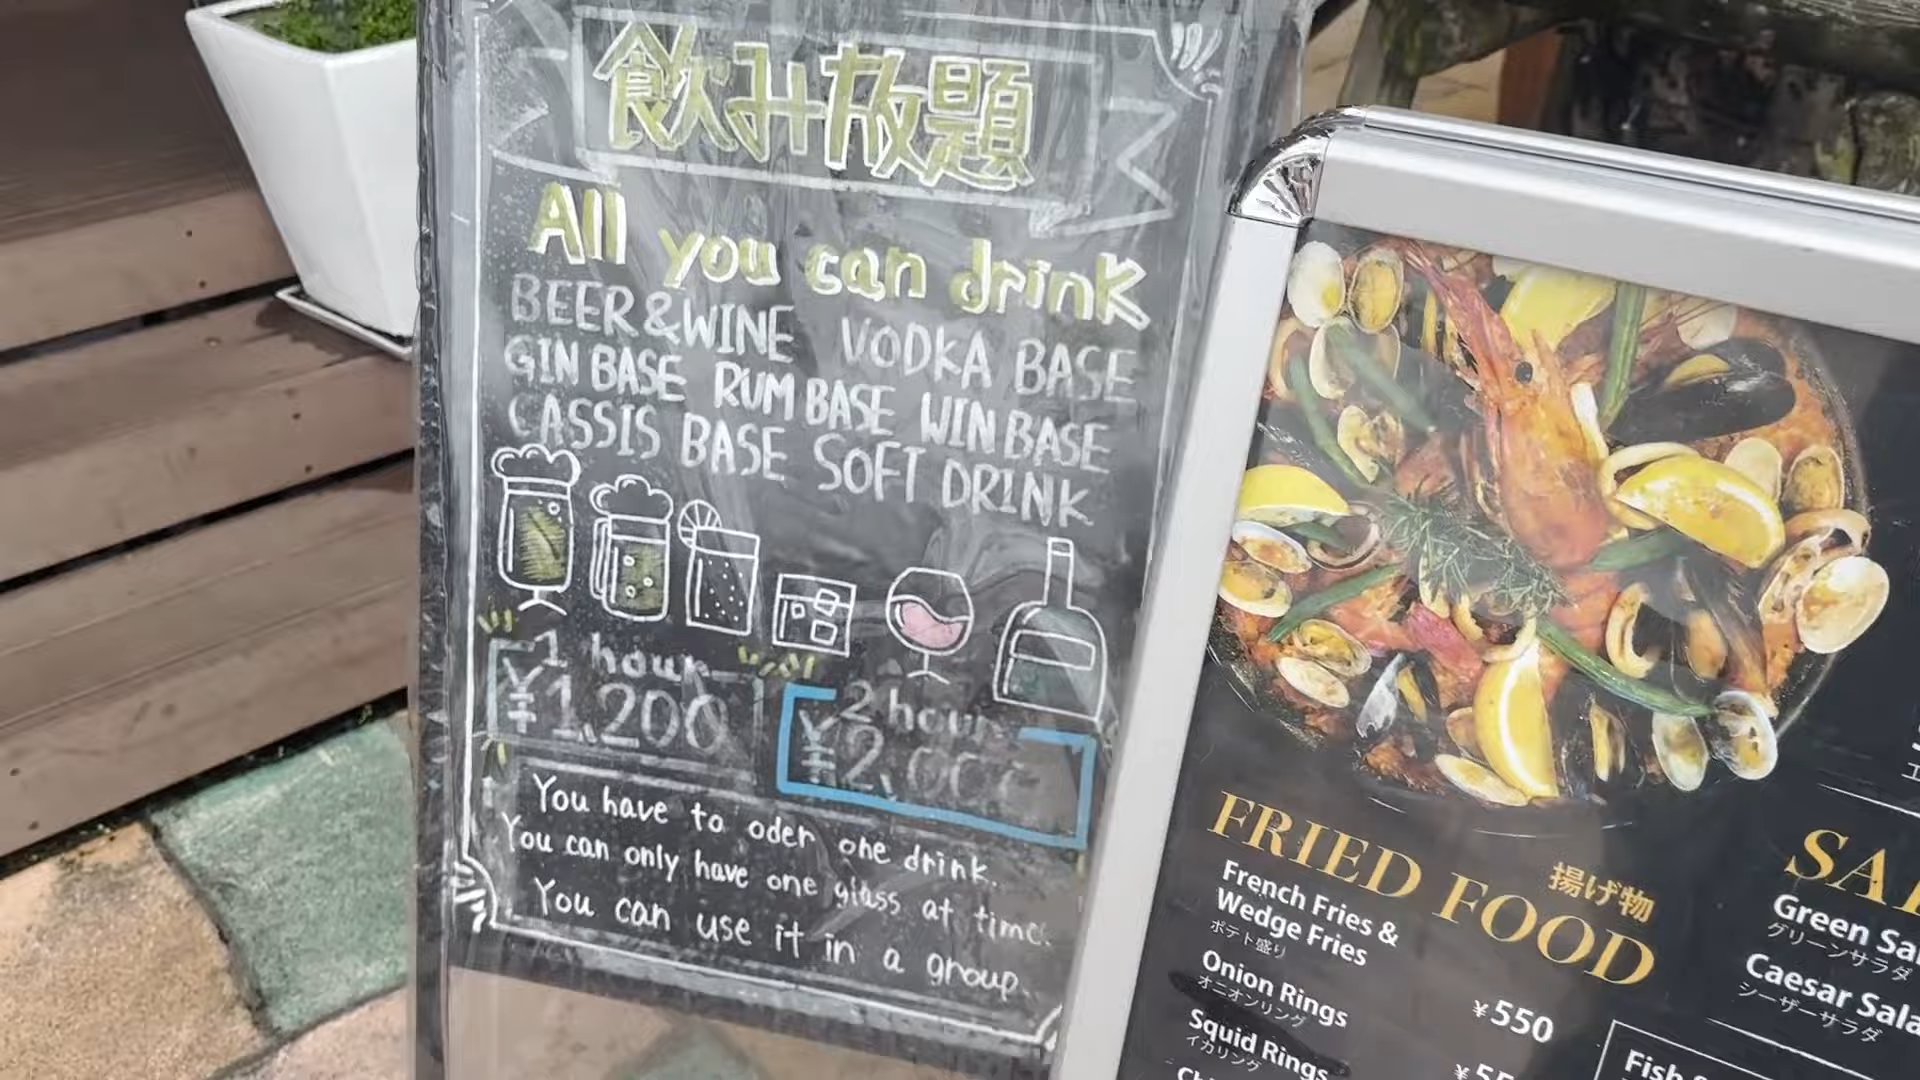 飲み放題
All you can drink
BEER&WINE VODKA BASE
GIN BASE RUM BASE WIN BASE
CASSIS BASE SOFT DRINK
1 hour
¥1,200
2 hour
¥2,000
You have to oder one drink.
You can only have one glass at time.
You can use it in a group.
FRIED FOOD
揚げ物
French Fries &
Wedge Fries
ポテト盛り
Onion Rings
オニオンリング
¥550
Squid Rings
イカリング
Green
グリーンサラダ
Caesar
シーザーサラダ
Fish